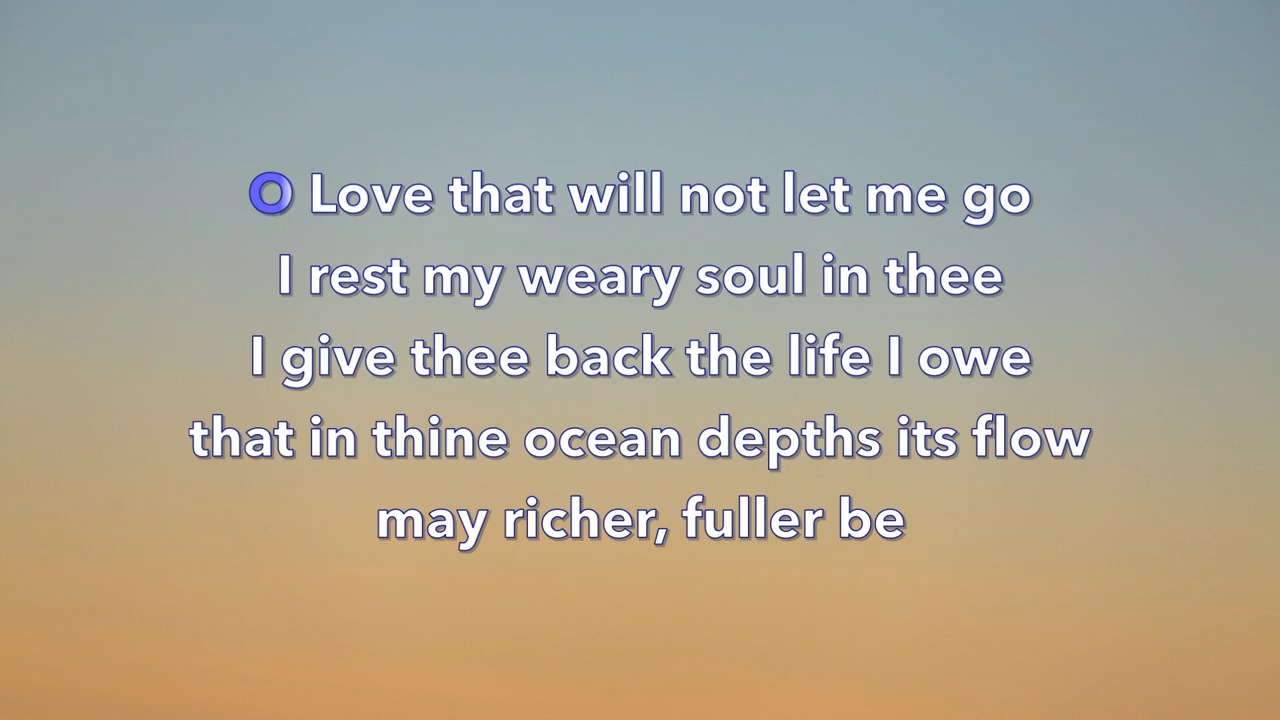 O Love that will not let me go
I rest my weary soul in thee
I give thee back the life I owe
that in thine ocean depths its flow
may richer, fuller be